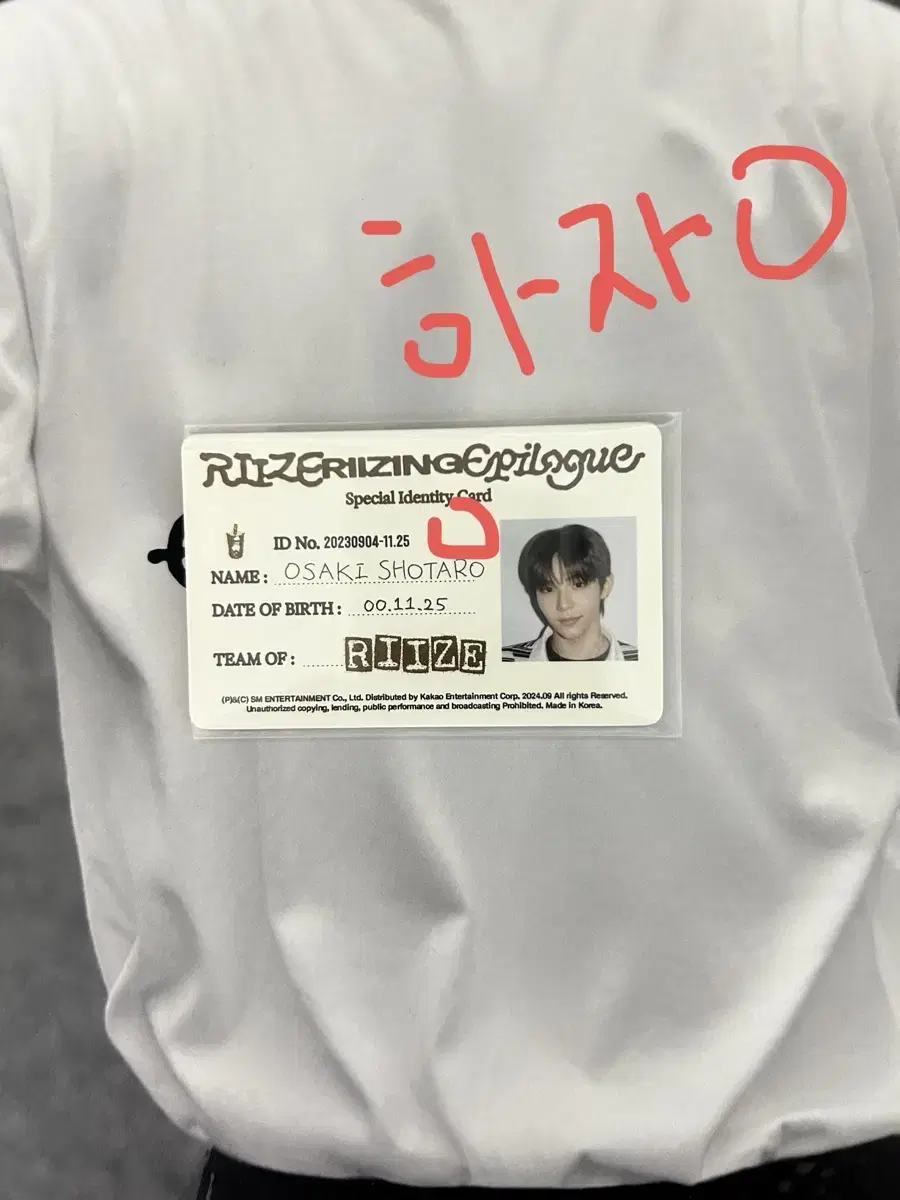 하자O
RIIZE RIIZING Epilogue
Special Identity Card
ID No. 20230904-11.25
NAME : OSAKI SHOTARO
DATE OF BIRTH : 00.11.25
TEAM OF : RIIZE
(P)&(C) SM ENTERTAINMENT Co., Ltd. Distributed by Kakao Entertainment Corp. 2024.09 All rights Reserved.
Unauthorized copying, lending, public performance and broadcasting Prohibited. Made in Korea.